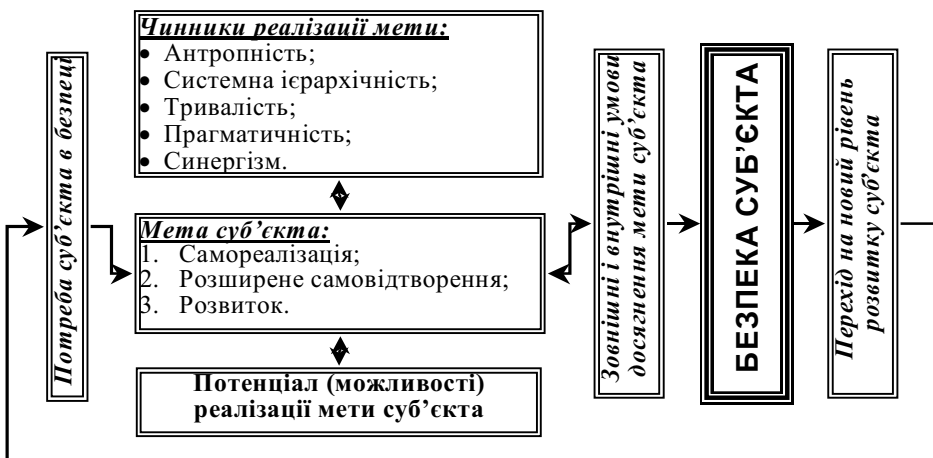 Потреба суб’єкта в безпеці
Чинники реалізації мети:
• Антропність;
• Системна ієрархічність;
• Тривалість;
• Прагматичність;
• Синергізм.
Мета суб’єкта:
1. Самореалізація;
2. Розширене самовідтворення;
3. Розвиток.
Потенціал (можливості)
реалізації мети суб’єкта
Зовнішні і внутрішні умови
досягнення мети суб’єкта
БЕЗПЕКА СУБ’ЄКТА
Перехід на новий рівень
розвитку суб’єкта